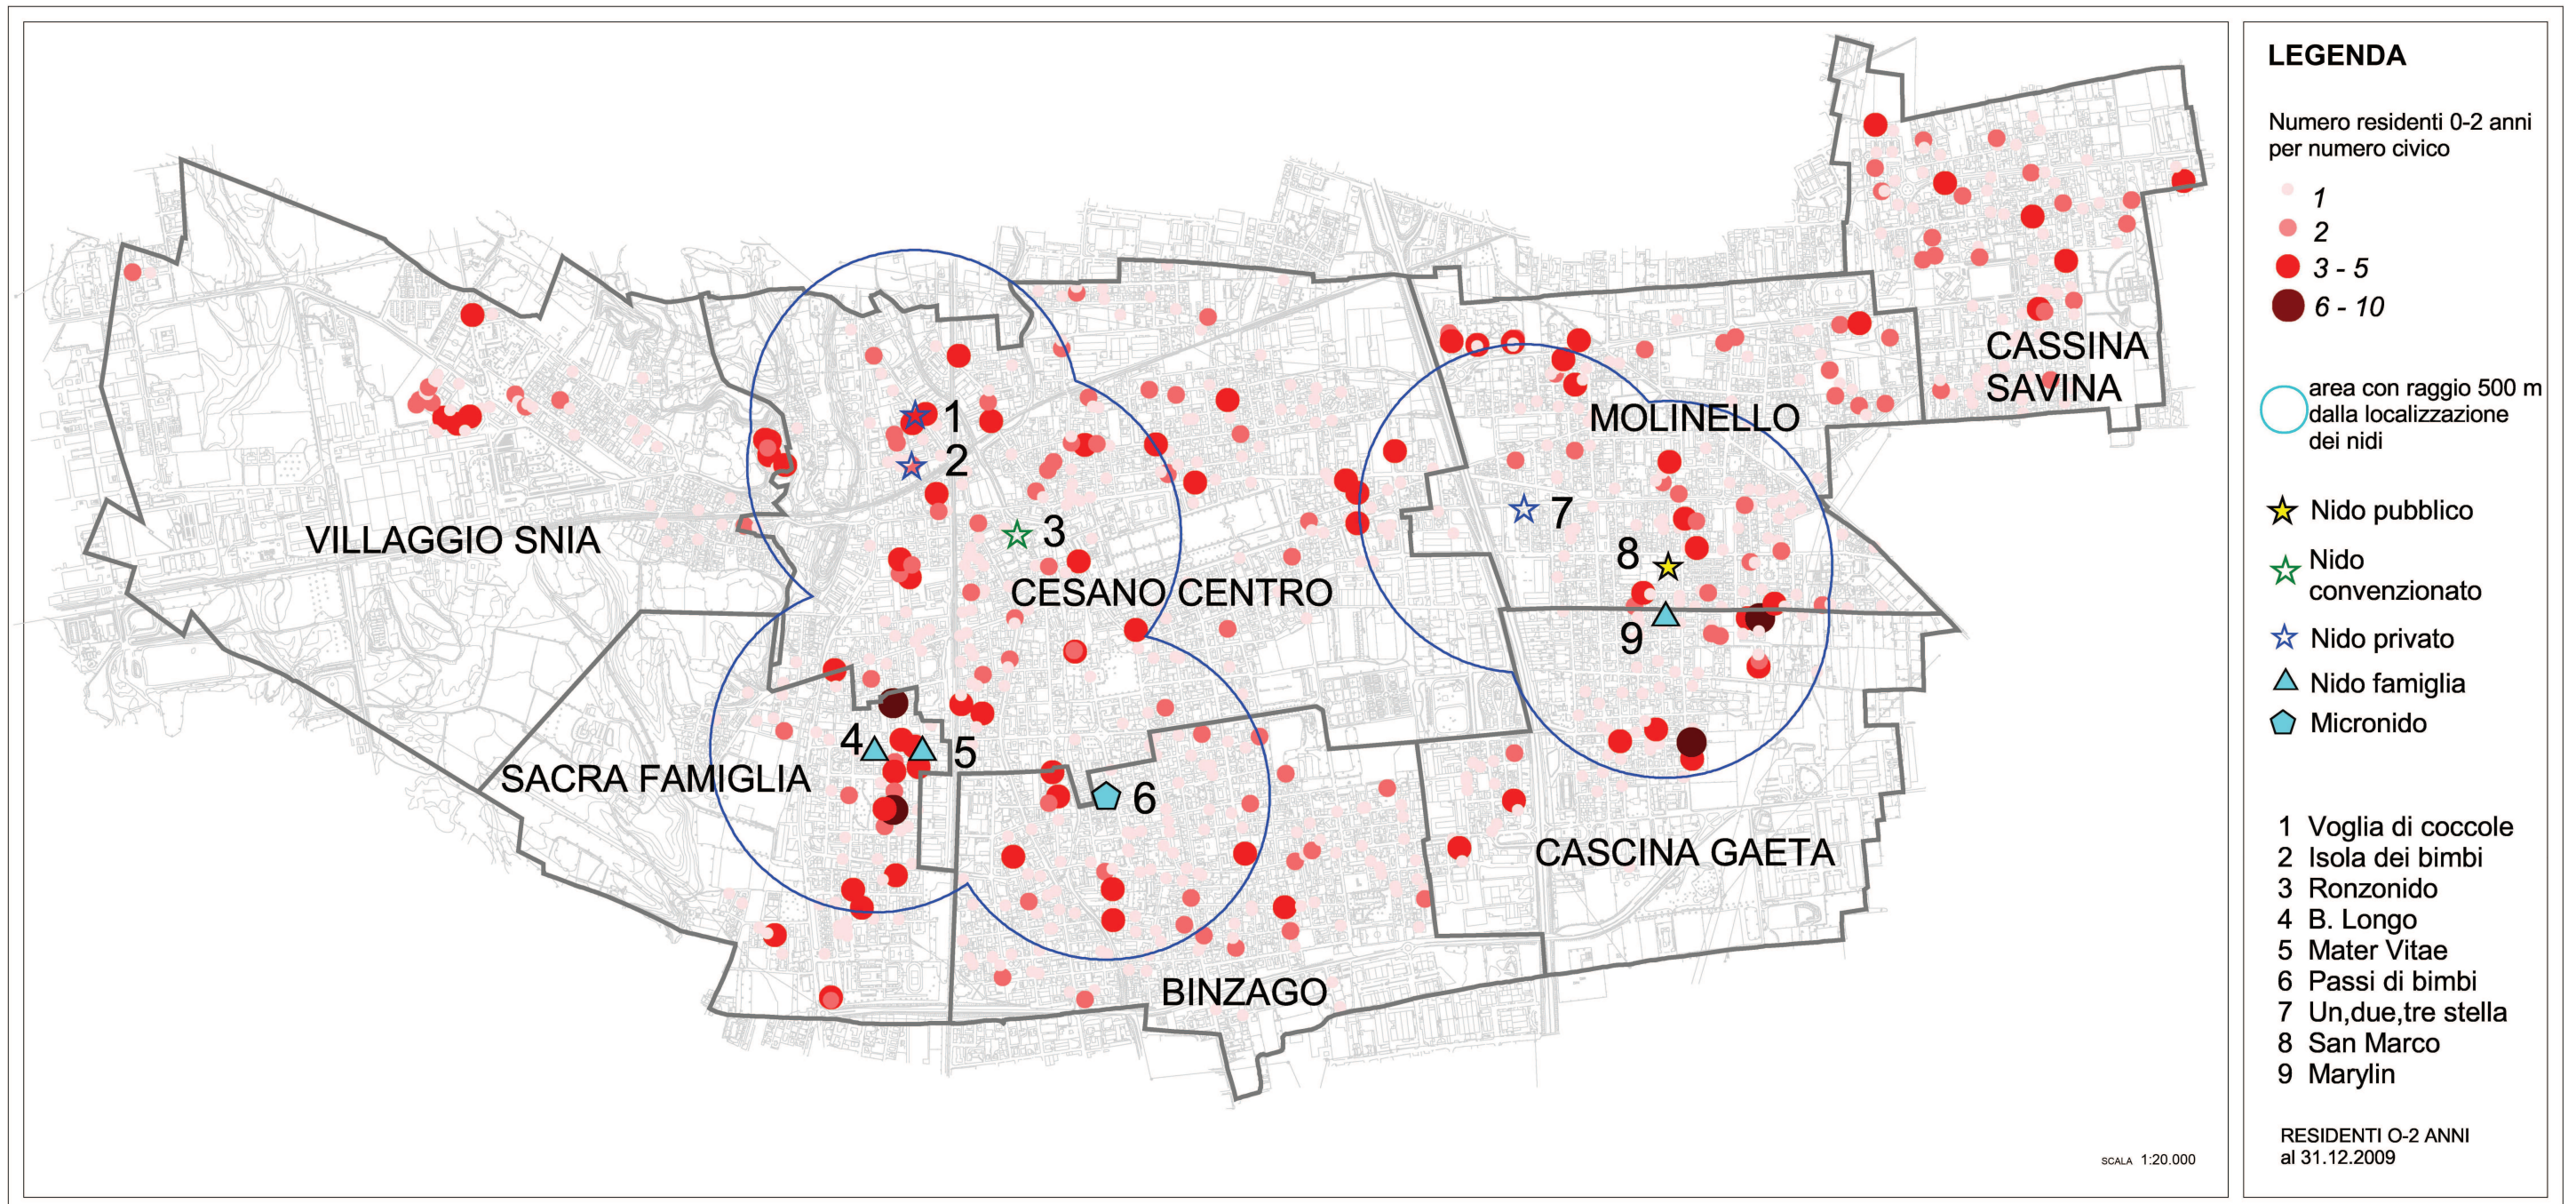 VILLAGGIO SNIA
SACRA FAMIGLIA
CESANO CENTRO
BINZAGO
MOLINELLO
CASCINA GAETA
CASSINA
SAVINA
1
2
3
4
5
6
7
8
9
SCALA 1:20.000
LEGENDA
Numero residenti 0-2 anni
per numero civico
1
2
3 - 5
6 - 10
area con raggio 500 m
dalla localizzazione
dei nidi
Nido pubblico
Nido
convenzionato
Nido privato
Nido famiglia
Micronido
1 Voglia di coccole
2 Isola dei bimbi
3 Ronzonido
4 B. Longo
5 Mater Vitae
6 Passi di bimbi
7 Un,due,tre stella
8 San Marco
9 Marylin
RESIDENTI O-2 ANNI
al 31.12.2009